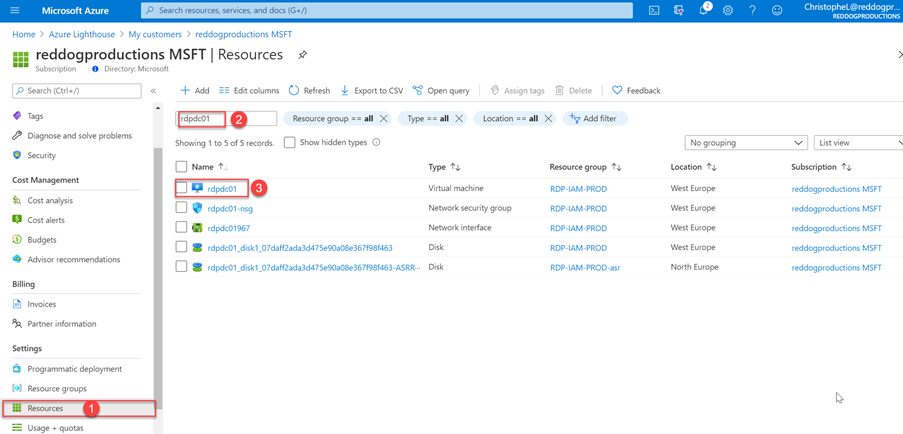 Microsoft Azure
Search resources, services, and docs (G+/)
2
ChristopheL@reddogpr...
REDDOGPRODUCTIONS
Home > Azure Lighthouse > My customers > reddogproductions MSFT
reddogproductions MSFT | Resources
Subscription
Directory: Microsoft
Search (Ctrl+/)
«
Add
Edit columns
Refresh
Export to CSV
Open query
Assign tags
Delete
Feedback
rdpdc01
2
Resource group == all
Type == all
Location == all
Add filter
Showing 1 to 5 of 5 records.
Show hidden types
No grouping
List view
Name
Type
Resource group
Location
Subscription
rdpdc01
3
Virtual machine
RDP-IAM-PROD
West Europe
reddogproductions MSFT
rdpdc01-nsg
Network security group
RDP-IAM-PROD
West Europe
reddogproductions MSFT
rdpdc01967
Network interface
RDP-IAM-PROD
West Europe
reddogproductions MSFT
rdpdc01_disk1_07daff2ada3d475e90a08e367f98f463
Disk
RDP-IAM-PROD
West Europe
reddogproductions MSFT
rdpdc01_disk1_07daff2ada3d475e90a08e367f98f463-ASRR···
Disk
RDP-IAM-PROD-asr
North Europe
reddogproductions MSFT
Tags
Diagnose and solve problems
Security
Cost Management
Cost analysis
Cost alerts
Budgets
Advisor recommendations
Billing
Invoices
Partner information
Settings
Programmatic deployment
Resource groups
Resources
1
Usage + quotas